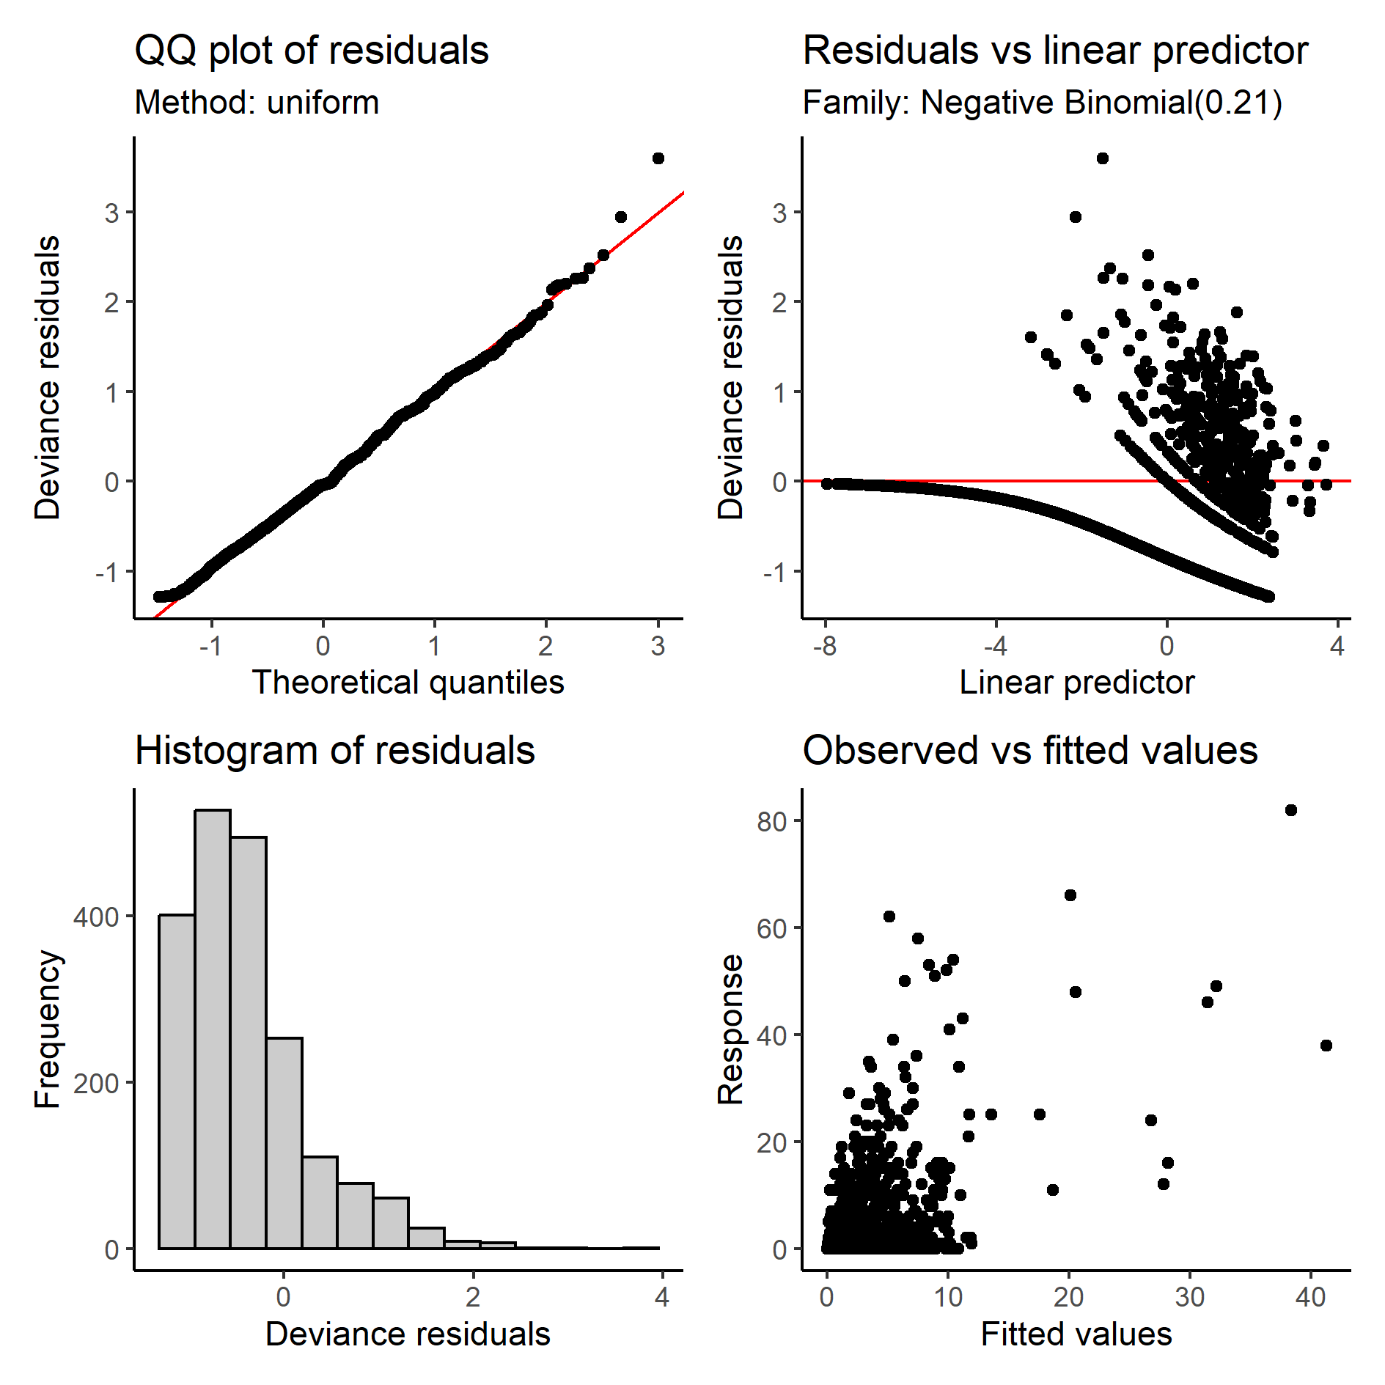 QQ plot of residuals
Method: uniform
Deviance residuals
3
2
1
0
-1
-1
0
1
2
3
Theoretical quantiles
Residuals vs linear predictor
Family: Negative Binomial(0.21)
Deviance residuals
3
2
1
0
-1
-8
-4
0
4
Linear predictor
Histogram of residuals
Frequency
400
200
0
0
2
4
Deviance residuals
Observed vs fitted values
Response
80
60
40
20
0
0
10
20
30
40
Fitted values